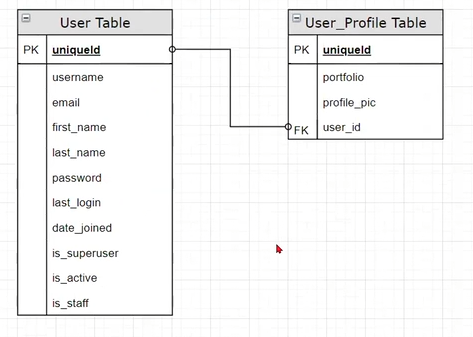 User Table
PK uniqueId
username
email
first_name
last_name
password
last_login
date_joined
is_superuser
is_active
is_staff
User_Profile Table
PK uniqueId
portfolio
profile_pic
FK user_id